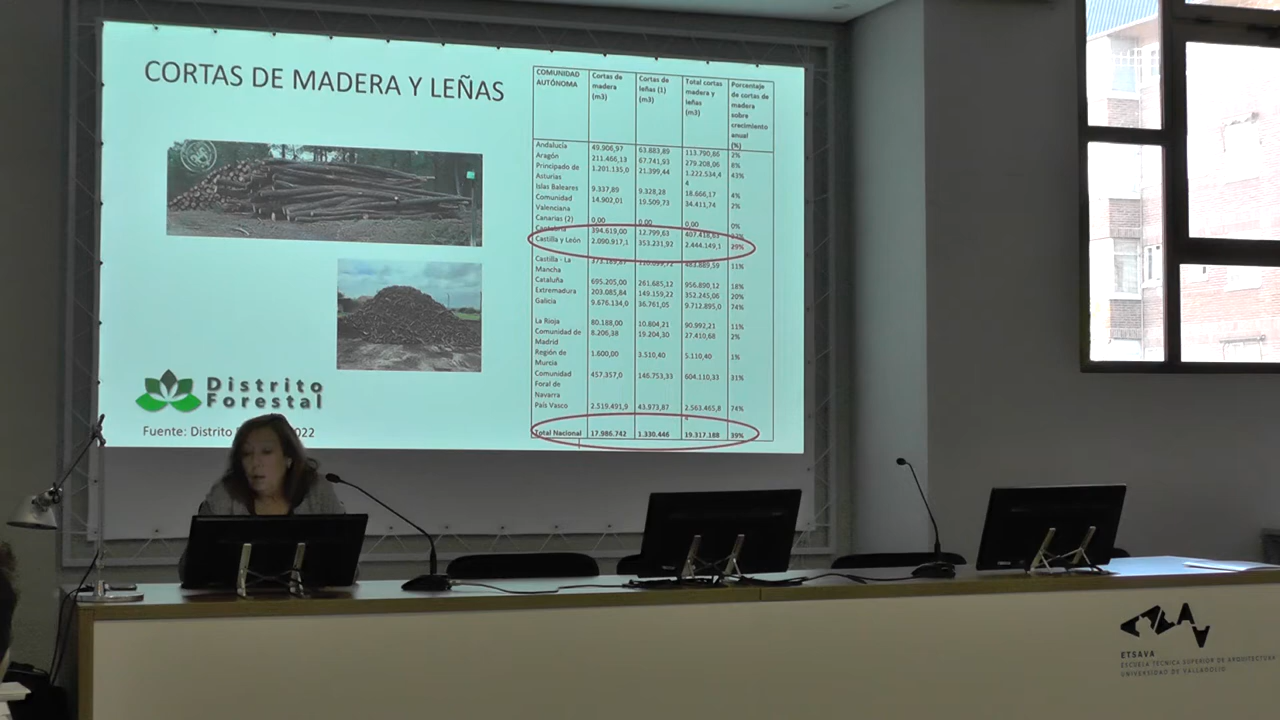 CORTAS DE MADERA Y LEÑAS
COMUNIDAD AUTÓNOMA Cortas de madera (m3) Cortas de leñas (1) (m3) Total cortas madera y leñas (m3) Porcentaje de cortas de madera sobre crecimiento anual (%)
Andalucía 49.906,97 63.883,89 113.790,86 2%
Aragón 211.466,13 67.741,93 279.208,06 8%
Principado de Asturias 1.201.135,0 21.399,44 1.222.534,4 4 43%
Islas Baleares 9.337,89 9.328,28 18.666,17 4%
Comunidad Valenciana 14.902,01 19.509,73 34.411,74 2%
Canarias (2) 0,00 0,00 0,00 0%
Cantabria 394.619,00 12.799,63
Castilla y León 2.090.917,1 353.231,92 2.444.149,1 29%
Castilla - La Mancha 11%
Cataluña 695.205,00 261.685,12 956.890,12 18%
Extremadura 203.085,84 149.159,22 352.245,06 20%
Galicia 9.676.134,0 36.761,05 9.712.895,0 74%
La Rioja 80.188,00 10.804,21 90.992,21 11%
Comunidad de Madrid 8.206,38 19.204,30 27.410,68 2%
Región de Murcia 1.600,00 3.510,40 5.110,40 1%
Comunidad Foral de Navarra 457.357,0 146.753,33 604.110,33 31%
País Vasco 2.519.491,9 43.973,87 2.563.465,8 74%
Total Nacional 17.986.742 1.330.446 19.317.188 39%
Distrito
Forestal
Fuente: Distrito 2022
ETSAVA
ESCUELA TÉCNICA SUPERIOR DE ARQUITECTURA
UNIVERSIDAD DE VALLADOLID